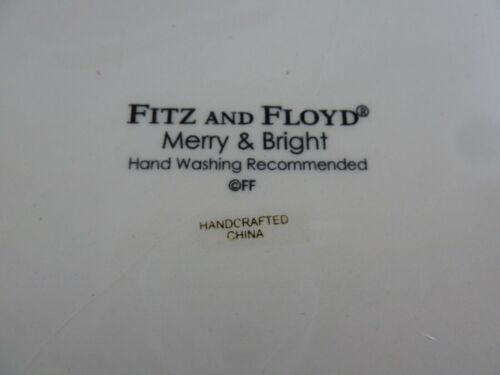 FITZ AND FLOYD®
Merry & Bright
Hand Washing Recommended
©FF
HANDCRAFTED
CHINA